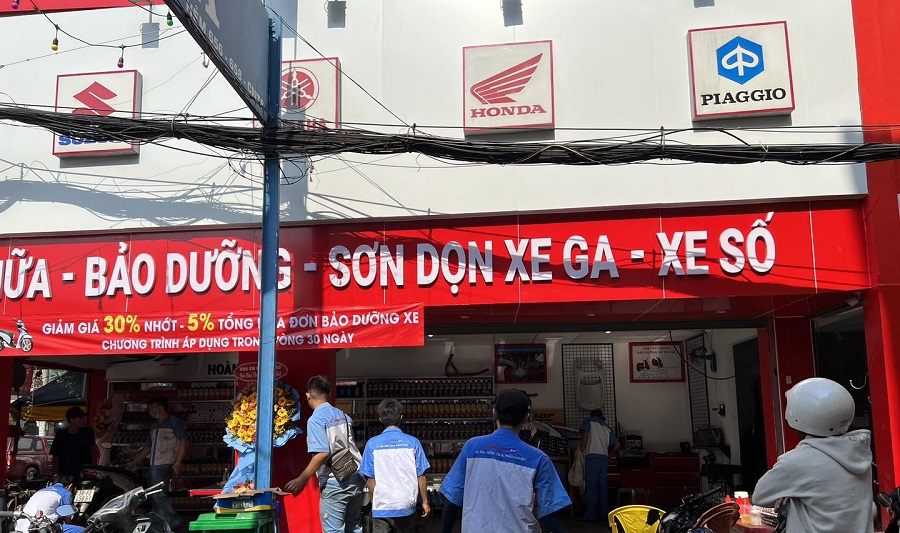 HONDA
PIAGGIO
BẢO DƯỠNG - SƠN DỌN XE GA - XE SỐ
GIẢM GIÁ 30% NHỚT - 5% TỔNG ĐƠN BẢO DƯỠNG XE
CHƯƠNG TRÌNH ÁP DỤNG TRONG VÒNG 30 NGÀY